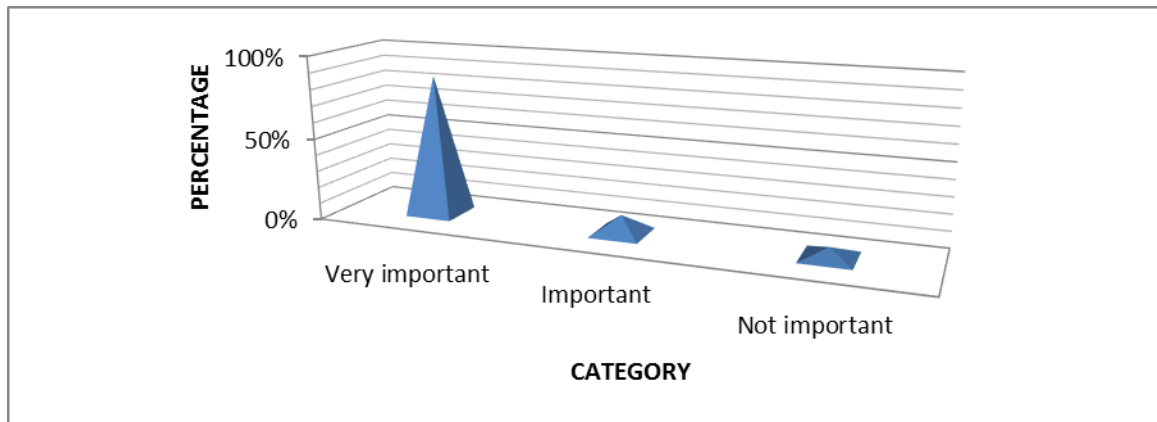 PERCENTAGE
100%
50%
0%
Very important
Important
Not important
CATEGORY